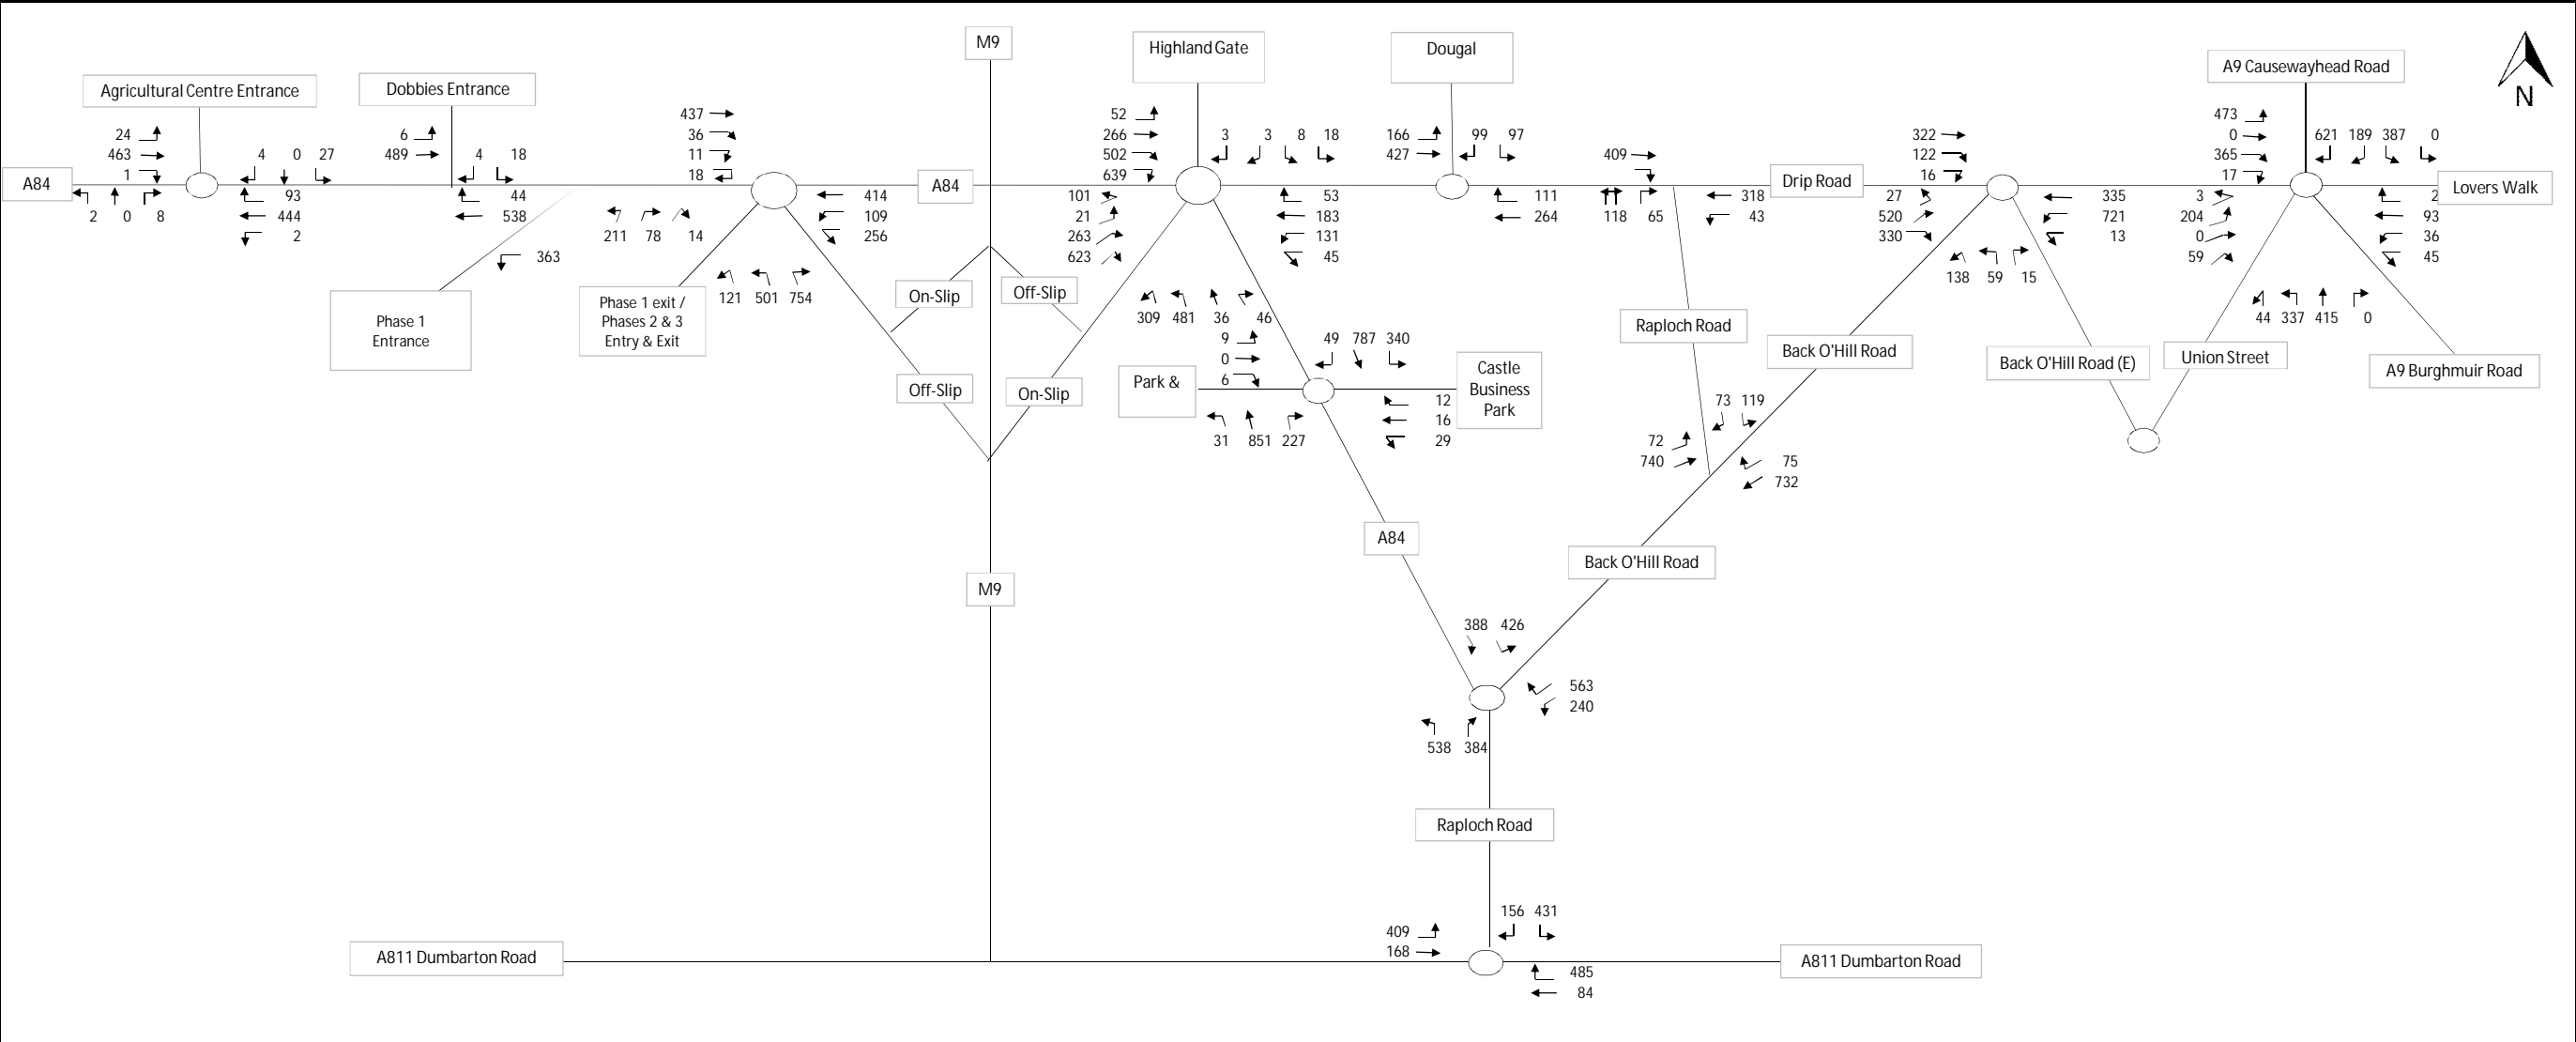 M9
Highland Gate
Dougal
A9 Causewayhead Road
N
Agricultural Centre Entrance
Dobbies Entrance
24
463
1
4 0 27
6
489
4 18
437
36
11
18
52
266
502
639
3 3 8 18
166
427
99 97
409
322
122
16
473
0
365
17
621 189 387 0
A84
A84
Drip Road
Lovers Walk
2 0 8
93
444
2
44
538
363
211 78 14
414
109
256
101
21
263
623
53
183
131
45
111
264
118 65
318
43
27
520
330
335
721
13
3
204
0
59
2
93
36
45
121 501 754
138 59 15
On-Slip
Off-Slip
309 481 36 46
44 337 415 0
Phase 1
Entrance
Phase 1 exit /
Phases 2 & 3
Entry & Exit
Raploch Road
Back O'Hill Road
Back O'Hill Road (E)
Union Street
A9 Burghmuir Road
9
0
6
49 787 340
Park &
Castle
Business
Park
Off-Slip
On-Slip
31 851 227
12
16
29
73 119
72
740
75
732
A84
Back O'Hill Road
M9
388 426
563
240
538 384
Raploch Road
156 431
409
168
A811 Dumbarton Road
A811 Dumbarton Road
485
84